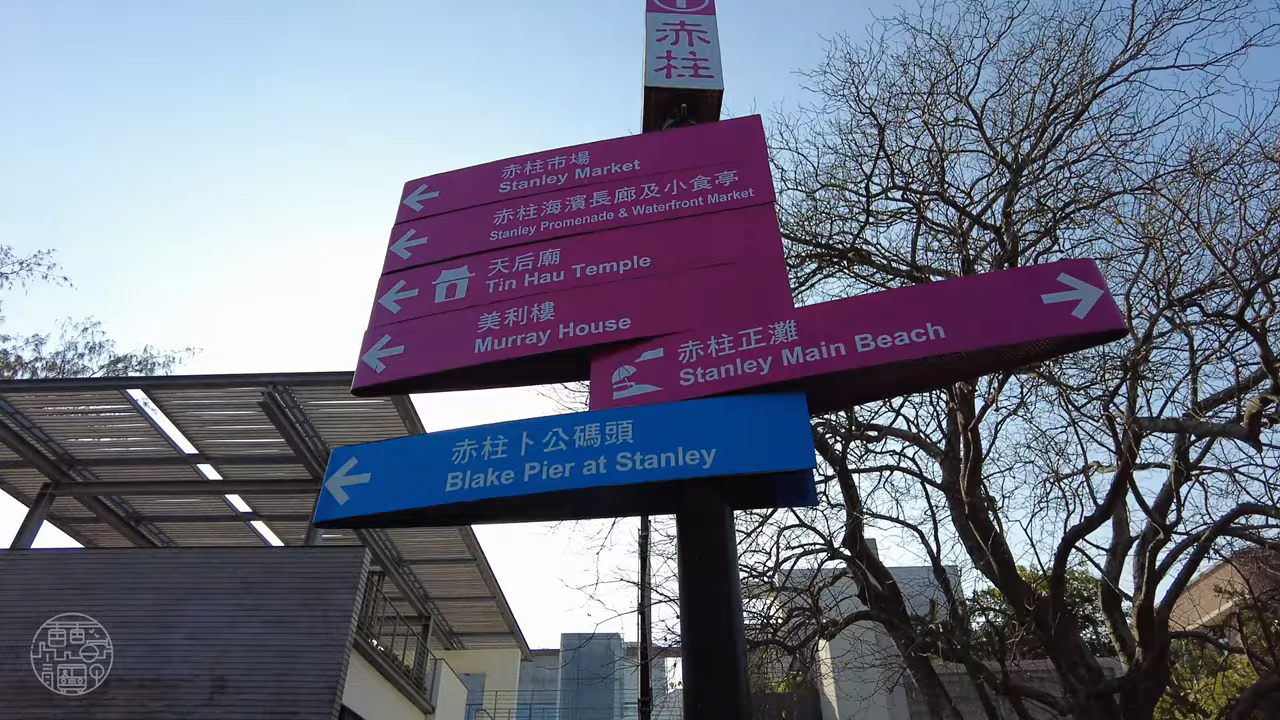 赤
柱
赤柱市場
Stanley Market
赤柱海濱長廊及小食亭
Stanley Promenade & Waterfront Market
天后廟
Tin Hau Temple
美利樓
Murray House
赤柱正灘
Stanley Main Beach
赤柱卜公碼頭
Blake Pier at Stanley